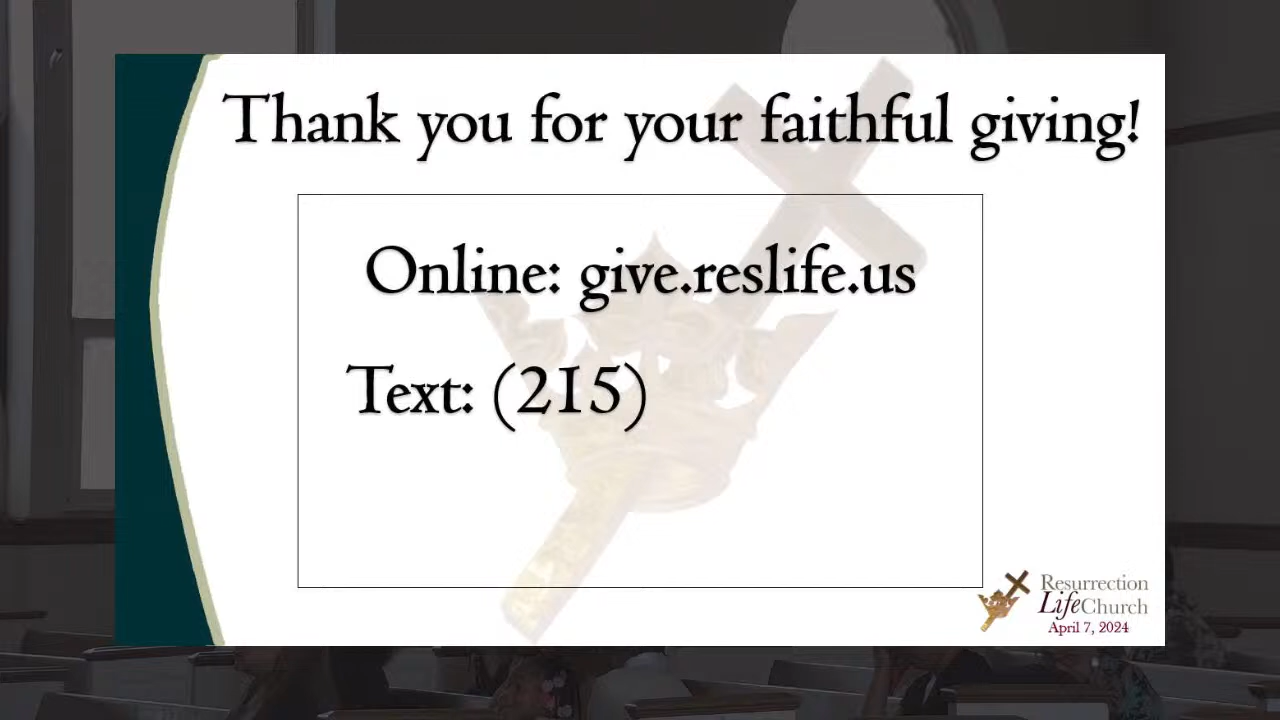 Thank you for your faithful giving!
Online: give.reslife.us
Text: (215)
Resurrection
LifeChurch
April 7, 2024